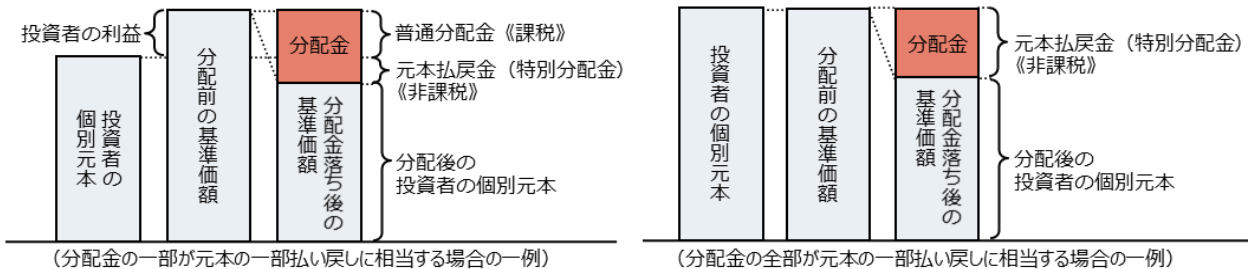 投資者の利益
投資者の
個別元本
分配前の基準価額
分配金
分配金落ち後の
基準価額
普通分配金《課税》
元本払戻金（特別分配金）
《非課税》
分配後の
投資者の個別元本
（分配金の一部が元本の一部払い戻しに相当する場合の一例）
投資者の個別元本
分配前の基準価額
分配金
分配金落ち後の
基準価額
元本払戻金（特別分配金）
《非課税》
分配後の
投資者の個別元本
（分配金の全部が元本の一部払い戻しに相当する場合の一例）